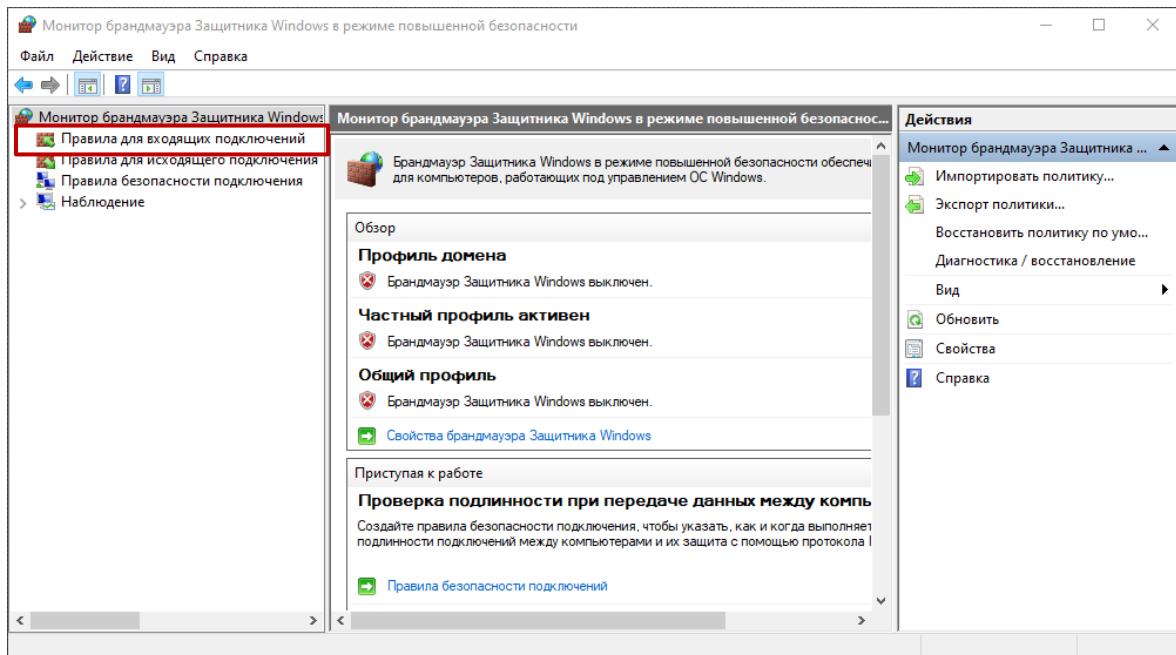 Монитор брандмауэра Защитника Windows в режиме повышенной безопасности
Файл Действие Вид Справка
Монитор брандмауэра Защитника Windows
Правила для входящих подключений
Правила для исходящего подключения
Правила безопасности подключения
Наблюдение
Монитор брандмауэра Защитника Windows в режиме повышенной безопаснос...
Брандмауэр Защитника Windows в режиме повышенной безопасности обеспеч
для компьютеров, работающих под управлением ОС Windows.
Обзор
Профиль домена
Брандмауэр Защитника Windows выключен.
Частный профиль активен
Брандмауэр Защитника Windows выключен.
Общий профиль
Брандмауэр Защитника Windows выключен.
Свойства брандмауэра Защитника Windows
Приступая к работе
Проверка подлинности при передаче данных между компь
Создайте правила безопасности подключения, чтобы указать, как и когда выполняет
подлинности подключений между компьютерами и их защита с помощью протокола I
Правила безопасности подключений
Действия
Монитор брандмауэра Защитника ...
Импортировать политику...
Экспорт политики...
Восстановить политику по умо...
Диагностика / восстановление
Вид
Обновить
Свойства
Справка